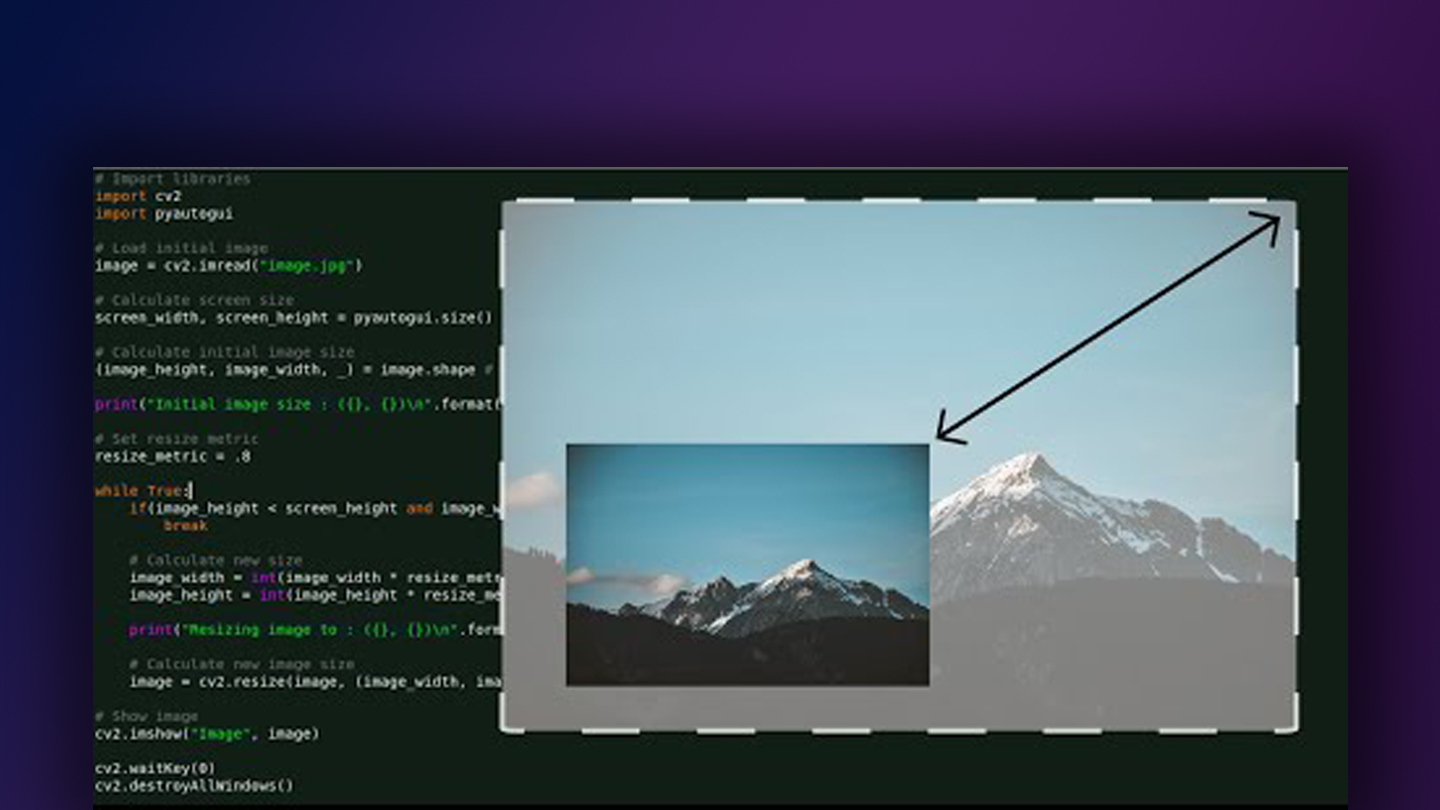 # Import libraries
import cv2
import pyautogui
# Load initial image
image = cv2.imread("image.jpg")
# Calculate screen size
screen_width, screen_height = pyautogui.size()
# Calculate initial image size
(image_height, image_width, _) = image.shape #
print("Initial image size : ({}, {})\n".format(
# Set resize metric
resize_metric = .8
while True:
if(image_height < screen_height and image_w
break
# Calculate new size
image_width = int(image_width * resize_metr
image_height = int(image_height * resize_me
print("Resizing image to : ({}, {})\n".form
# Calculate new image size
image = cv2.resize(image, (image_width, ima
# Show image
cv2.imshow("Image", image)
cv2.waitKey(0)
cv2.destroyAllWindows()